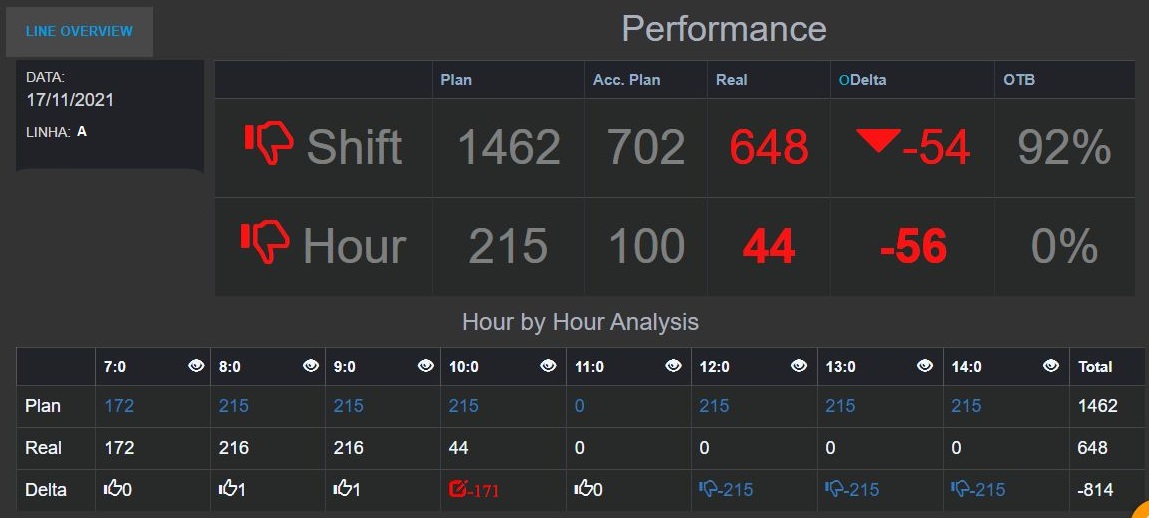 LINE OVERVIEW
Performance
DATA:
17/11/2021
LINHA: A
Plan Acc. Plan Real ODelta OTB
Shift 1462 702 648 -54 92%
Hour 215 100 44 -56 0%
Hour by Hour Analysis
7:0 8:0 9:0 10:0 11:0 12:0 13:0 14:0 Total
Plan 172 215 215 215 0 215 215 215 1462
Real 172 216 216 44 0 0 0 0 648
Delta 0 1 1 -171 0 -215 -215 -215 -814